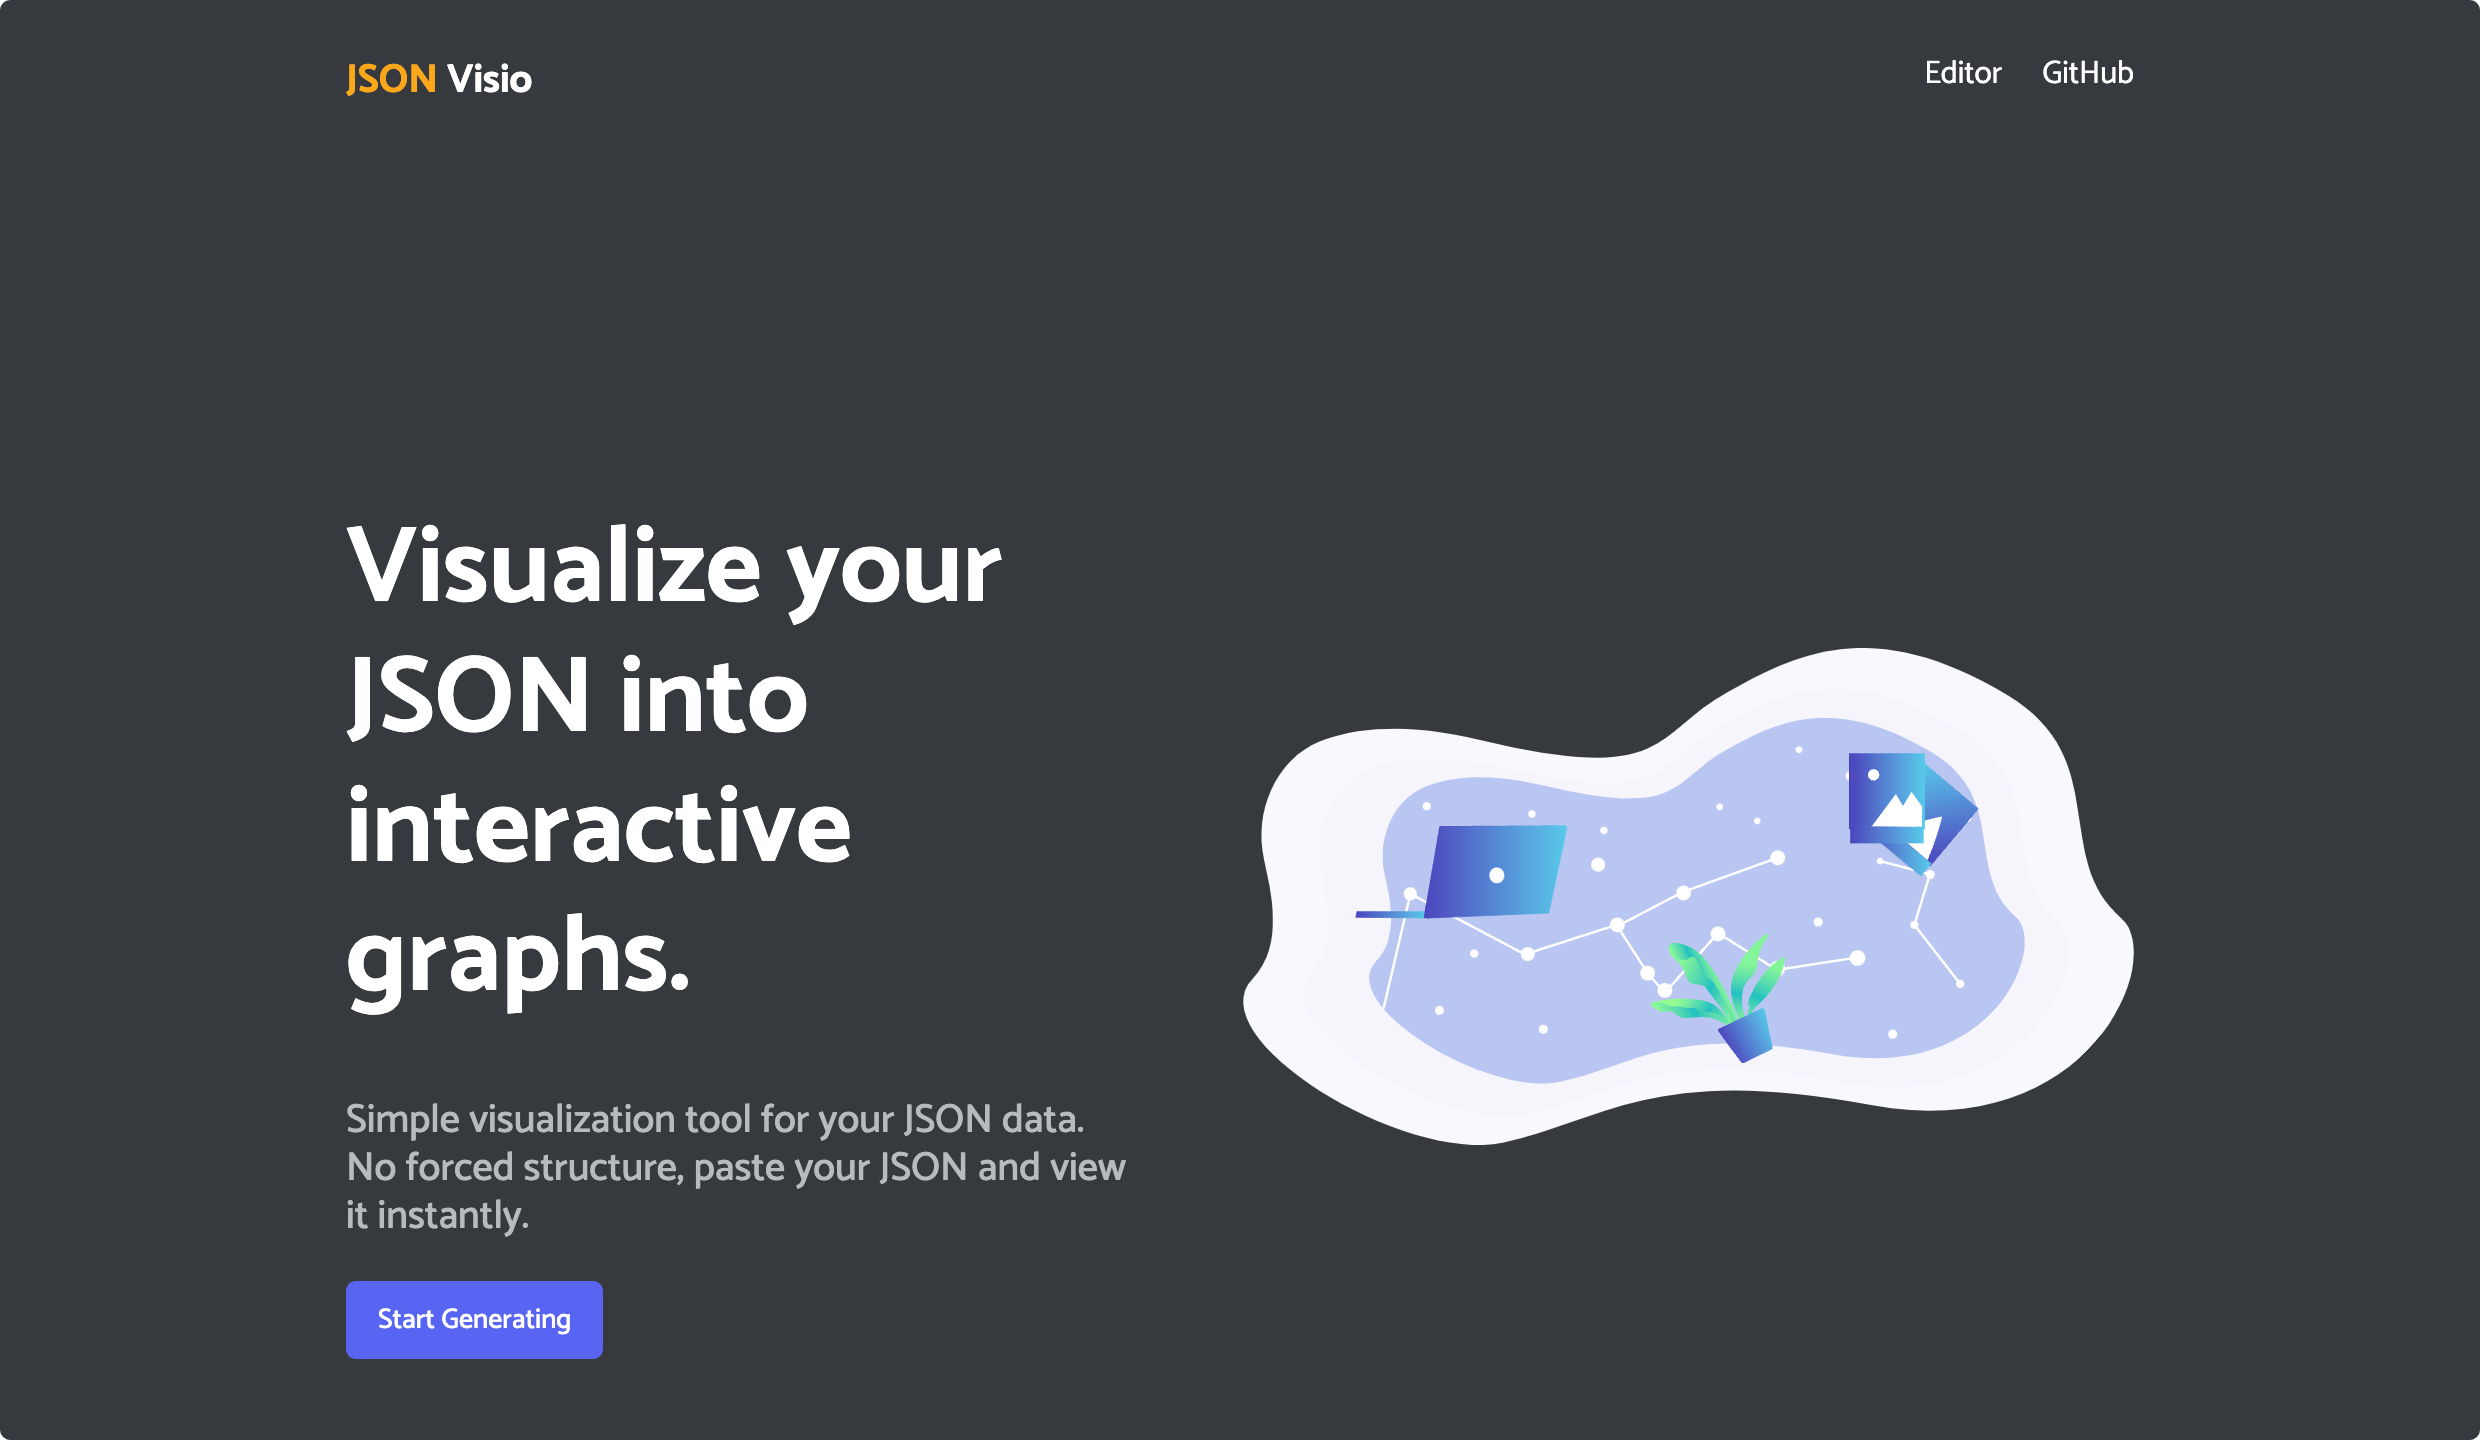 JSON Visio
Editor
GitHub
Visualize your
JSON into
interactive
graphs.
Simple visualization tool for your JSON data.
No forced structure, paste your JSON and view
it instantly.
Start Generating